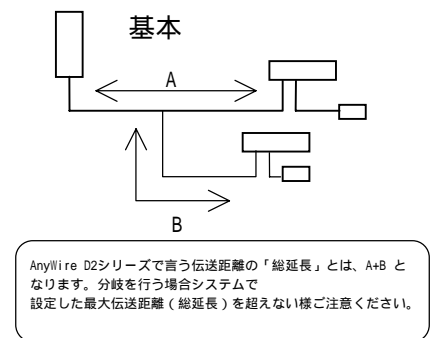 基本
A
B
AnyWire D2シリーズで言う伝送距離の「総延長」とは、A+B と
なります。分岐を行う場合システムで
設定した最大伝送距離(総延長)を超えない様ご注意ください。